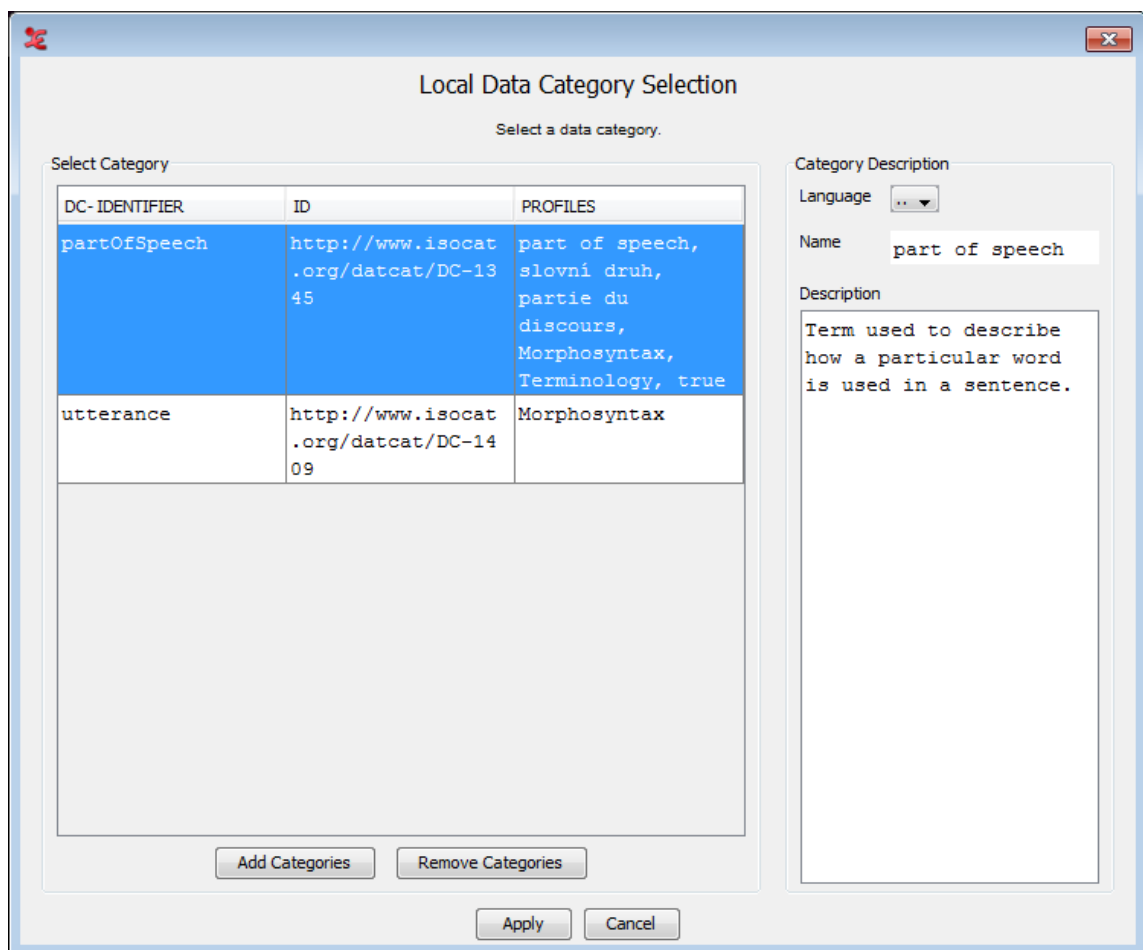 Local Data Category Selection
Select a data category.
Select Category
DC- IDENTIFIER ID PROFILES
partOfSpeech
http://www.isocat
.org/datcat/DC-13
45
part of speech,
slovní druh,
partie du
discours,
Morphosyntax,
Terminology, true
utterance
http://www.isocat
.org/datcat/DC-14
09
Morphosyntax
Add Categories Remove Categories
Category Description
Language ..
Name part of speech
Description
Term used to describe
how a particular word
is used in a sentence.
Apply Cancel